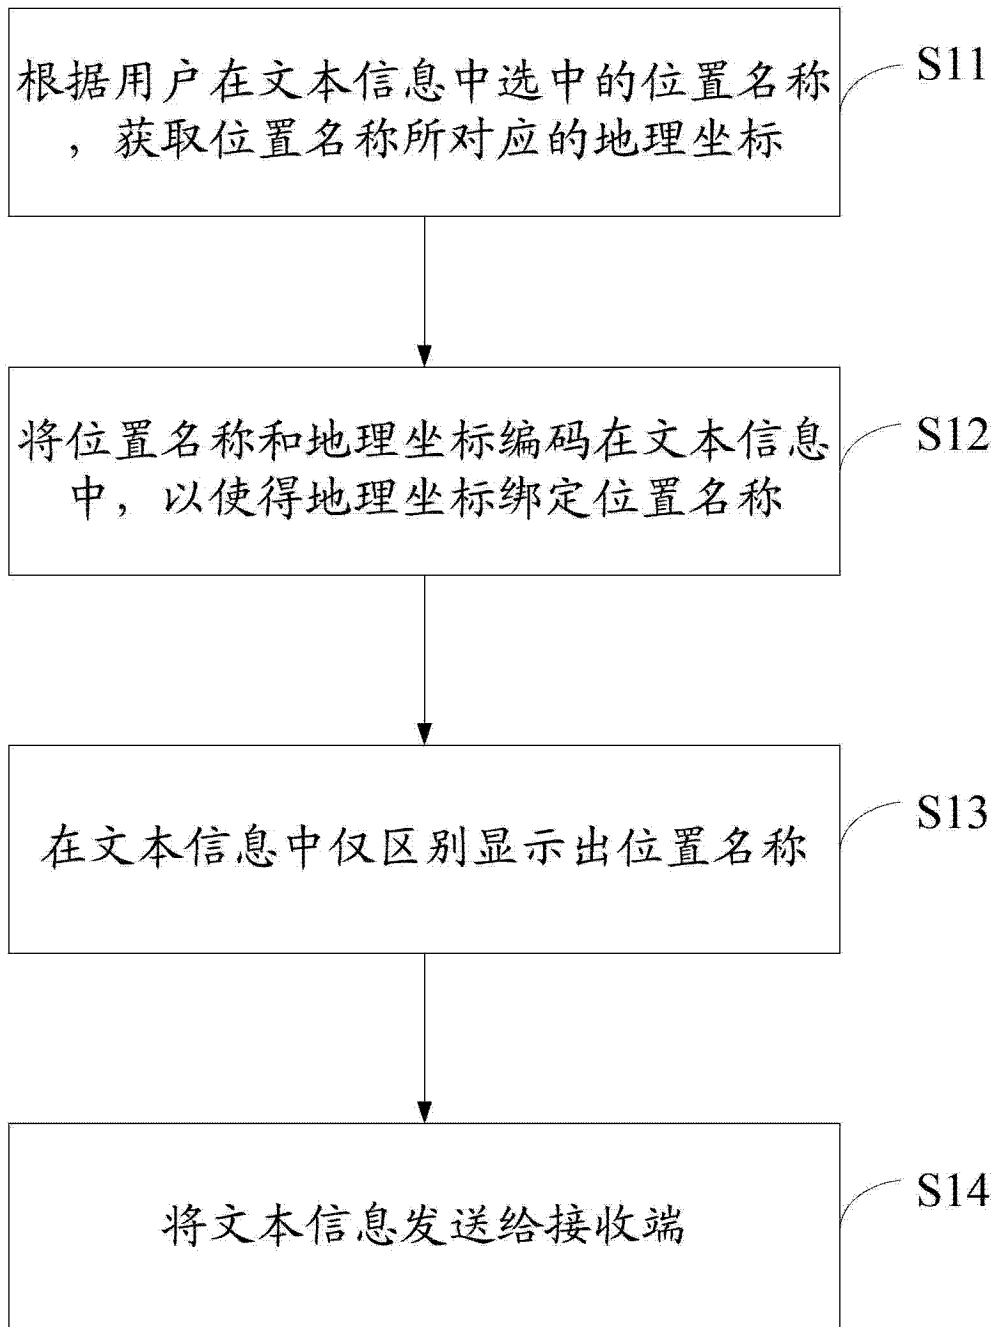 根据用户在文本信息中选中的位置名称
，获取位置名称所对应的地理坐标
S11
将位置名称和地理坐标编码在文本信息
中，以使得地理坐标绑定位置名称
S12
在文本信息中仅区别显示出位置名称
S13
将文本信息发送给接收端
S14